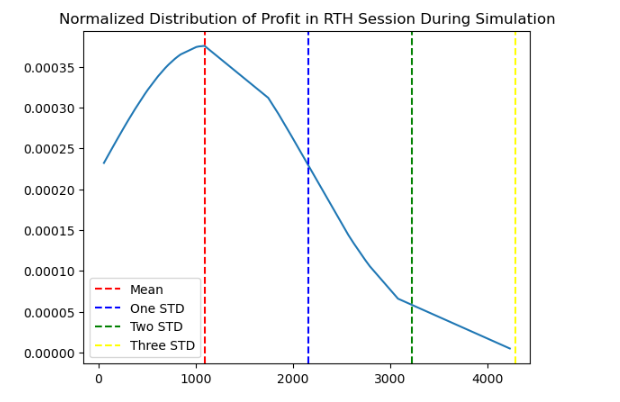 Normalized Distribution of Profit in RTH Session During Simulation
0.00035
0.00030
0.00025
0.00020
0.00015
0.00010
0.00005
0.00000
Mean
One STD
Two STD
Three STD
0 1000 2000 3000 4000